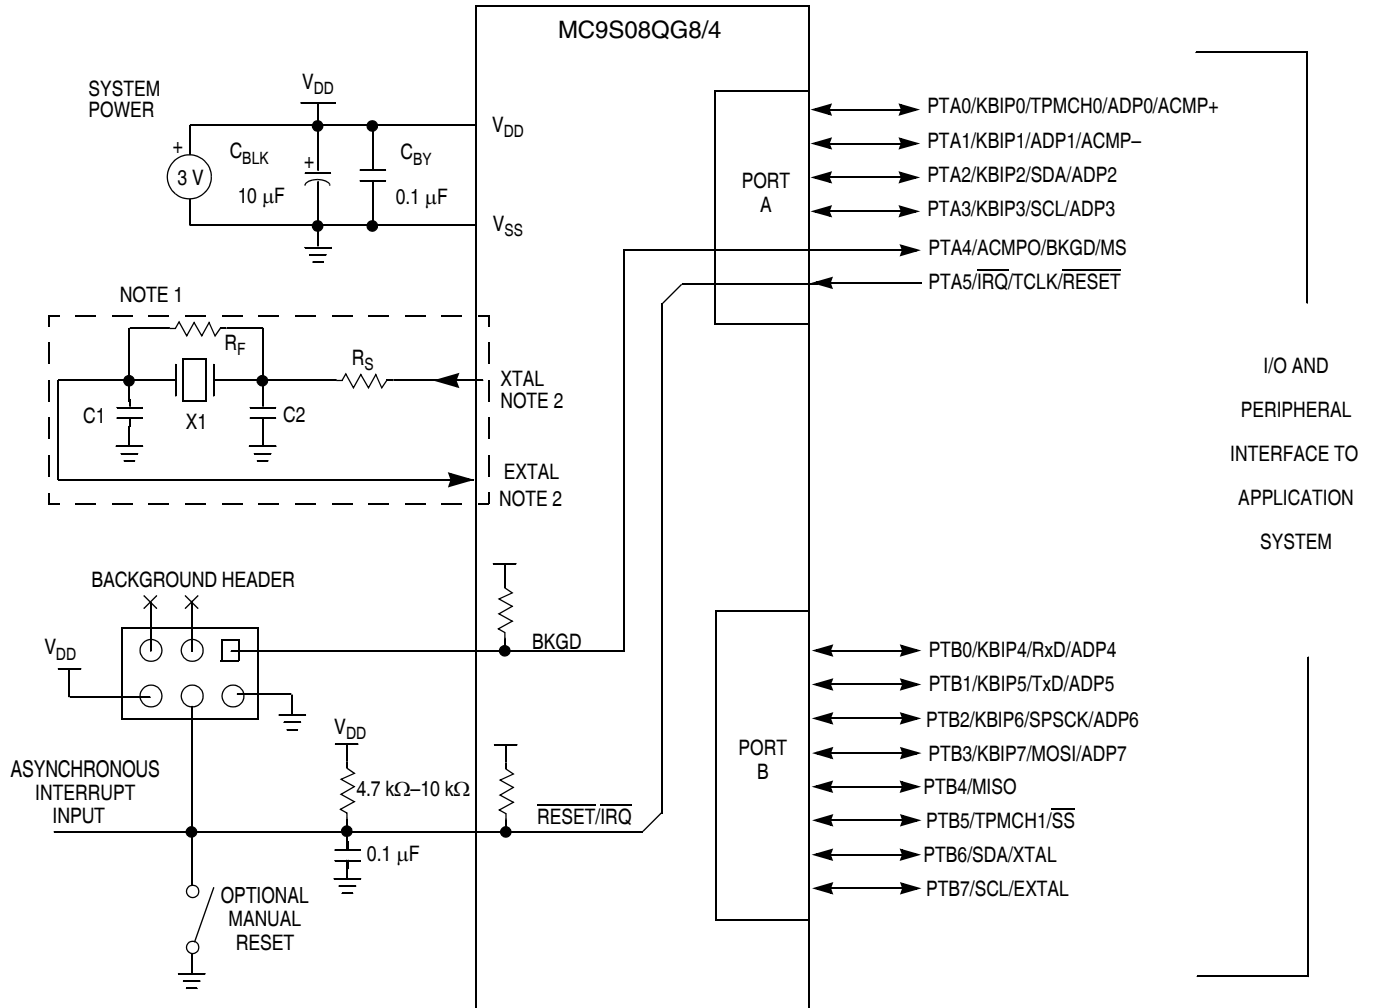 MC9S08QG8/4
SYSTEM
POWER
VDD
+
3 V
CBLK
10 μF
+
CBY
0.1 μF
VDD
VSS
NOTE 1
RF
RS
C1
X1
C2
XTAL
NOTE 2
EXTAL
NOTE 2
BACKGROUND HEADER
VDD
BKGD
VDD
4.7 kΩ–10 kΩ
ASYNCHRONOUS
INTERRUPT
INPUT
RESET/IRQ
0.1 μF
OPTIONAL
MANUAL
RESET
PORT
A
PTA0/KBIP0/TPMCH0/ADP0/ACMP+
PTA1/KBIP1/ADP1/ACMP–
PTA2/KBIP2/SDA/ADP2
PTA3/KBIP3/SCL/ADP3
PTA4/ACMPO/BKGD/MS
PTA5/IRQ/TCLK/RESET
PORT
B
PTB0/KBIP4/RxD/ADP4
PTB1/KBIP5/TxD/ADP5
PTB2/KBIP6/SPSCK/ADP6
PTB3/KBIP7/MOSI/ADP7
PTB4/MISO
PTB5/TPMCH1/SS
PTB6/SDA/XTAL
PTB7/SCL/EXTAL
I/O AND
PERIPHERAL
INTERFACE TO
APPLICATION
SYSTEM